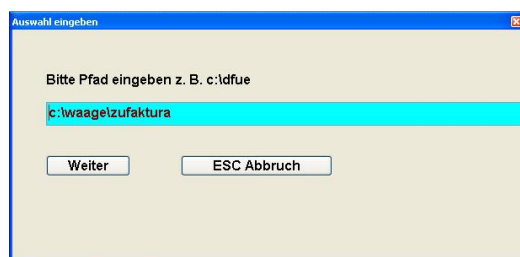 Auswahl eingeben
Bitte Pfad eingeben z. B. c:\dfue
c:\waage\zufaktura
Weiter
ESC Abbruch